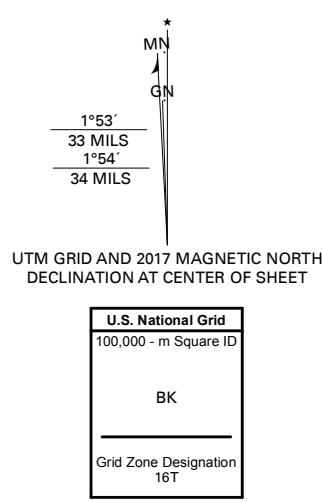 ★
MN
GN
1°53´
33 MILS
1°54´
34 MILS
UTM GRID AND 2017 MAGNETIC NORTH
DECLINATION AT CENTER OF SHEET
U.S. National Grid
100,000 - m Square ID
BK
Grid Zone Designation
16T